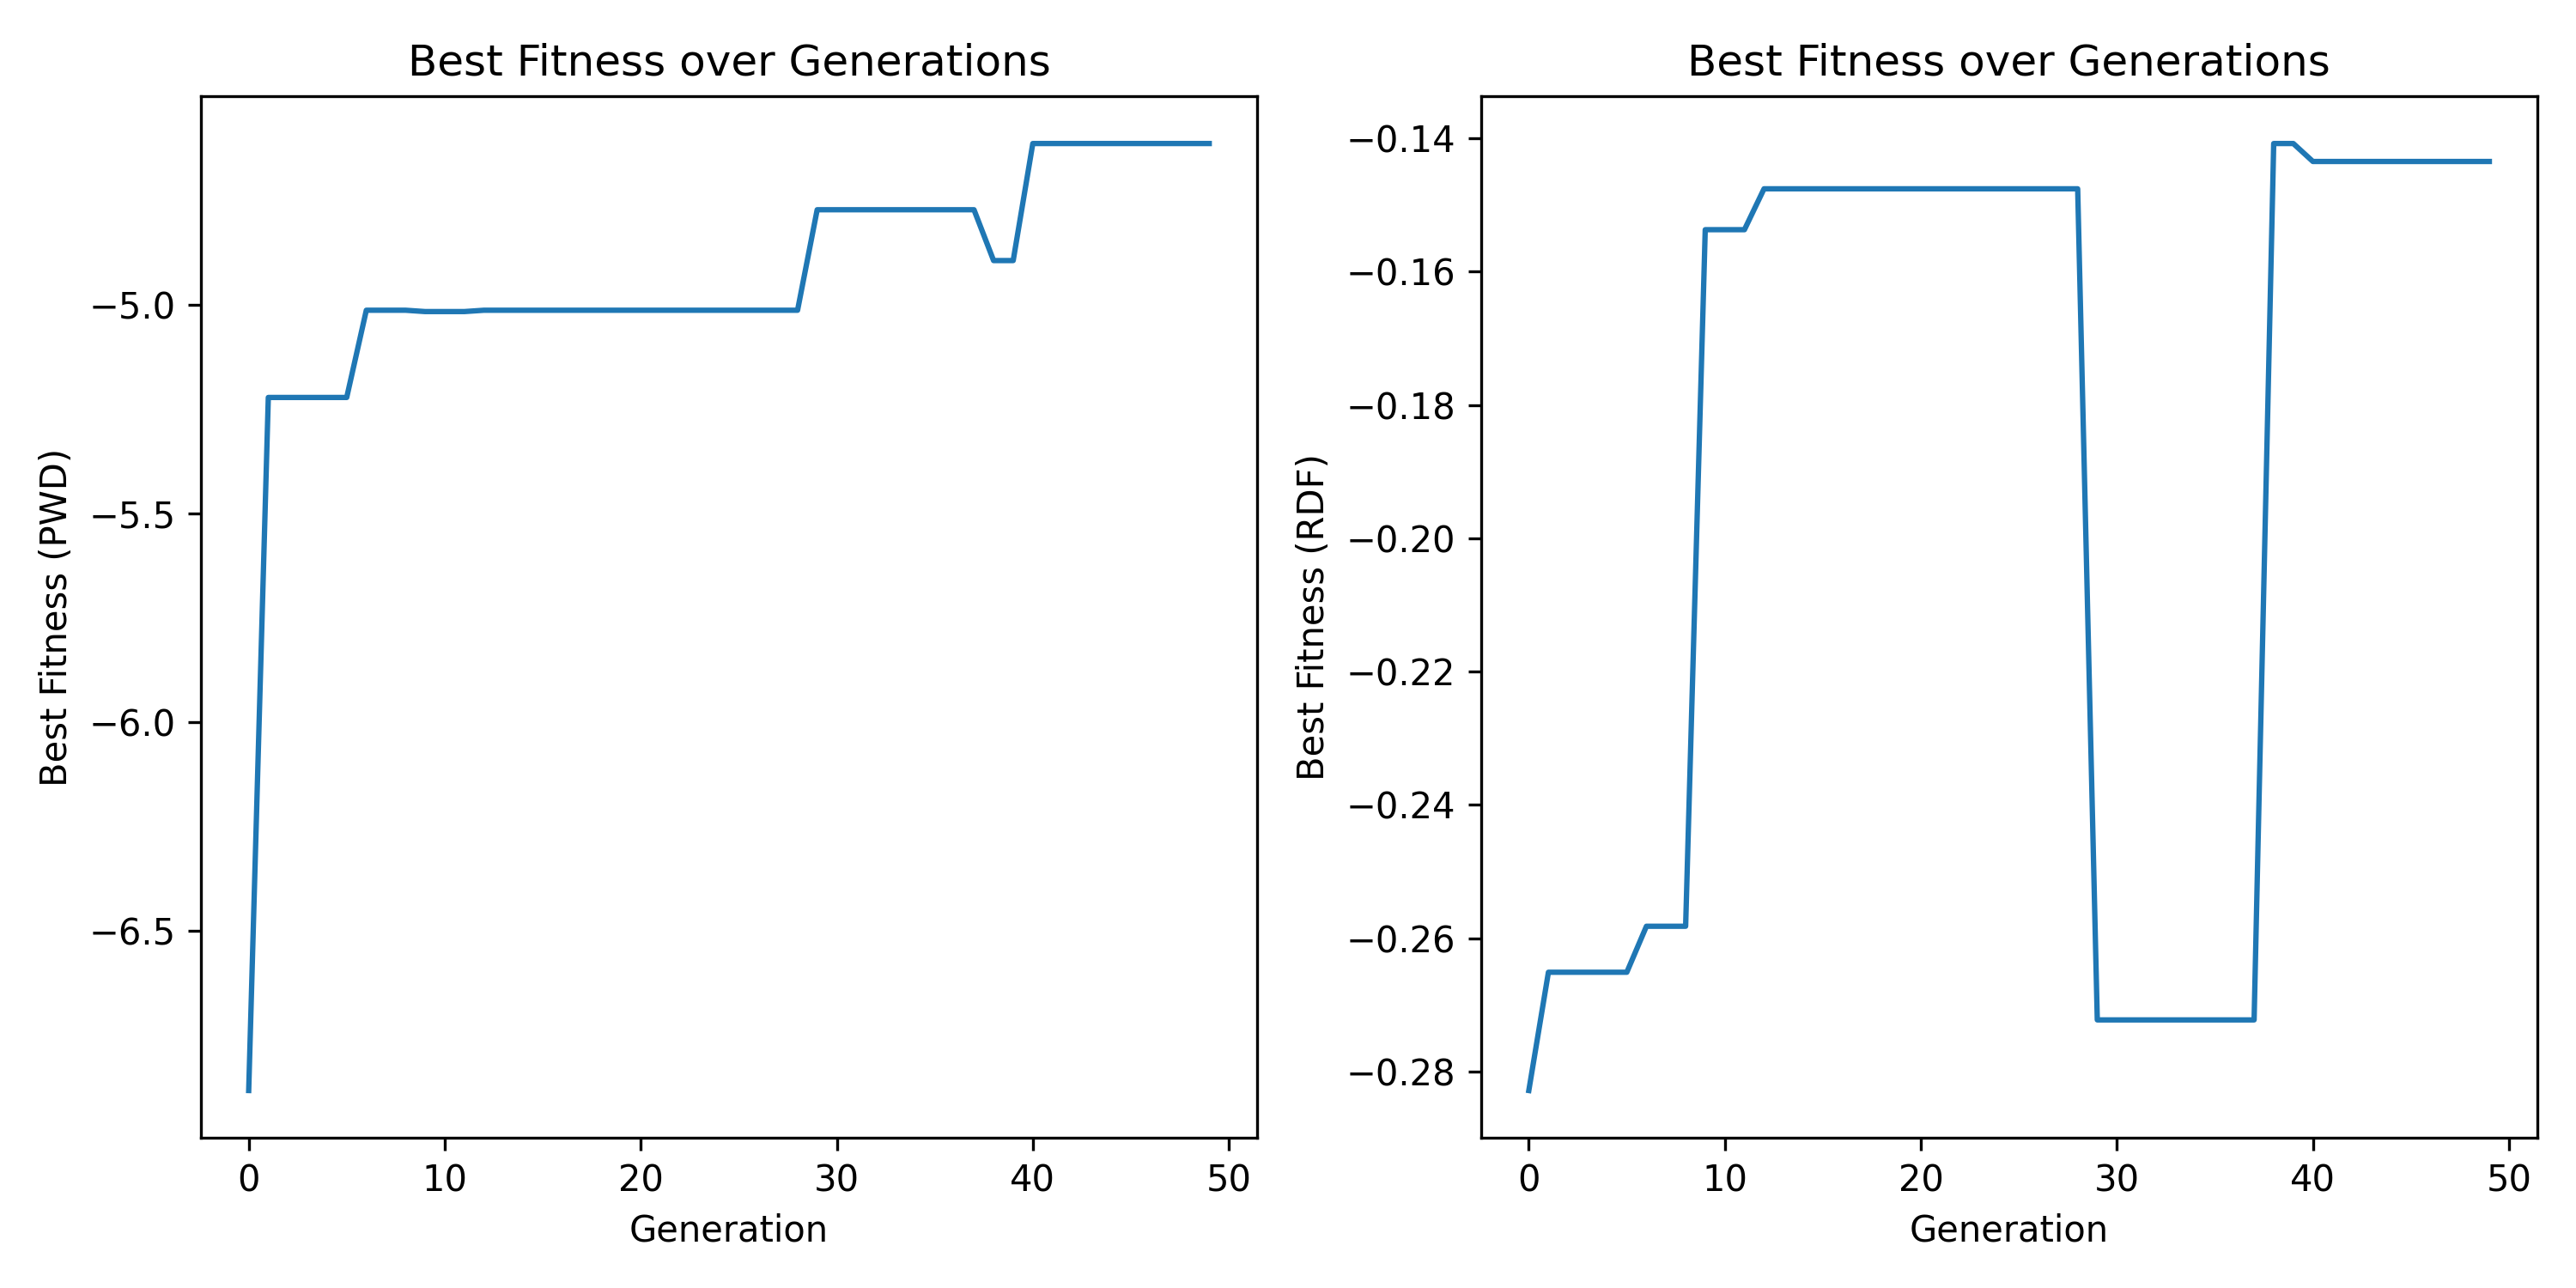 Best Fitness over Generations
Best Fitness (PWD)
−5.0
−5.5
−6.0
−6.5
0 10 20 30 40 50
Generation
Best Fitness over Generations
Best Fitness (RDF)
−0.14
−0.16
−0.18
−0.20
−0.22
−0.24
−0.26
−0.28
0 10 20 30 40 50
Generation